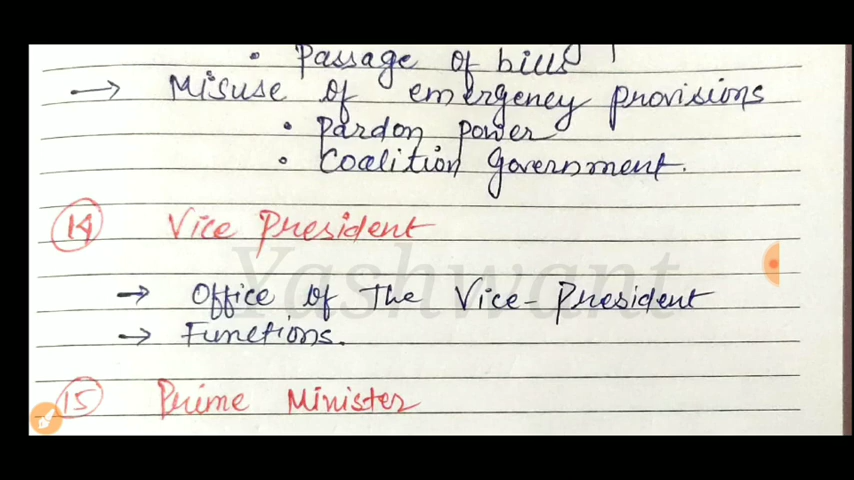 • Passage of bills
→ Misuse of emergency provisions
• Pardon power
• Coalition Government.
14 Vice President
Yashwant
→ Office of the Vice-President
→ Functions.
15 Prime Minister